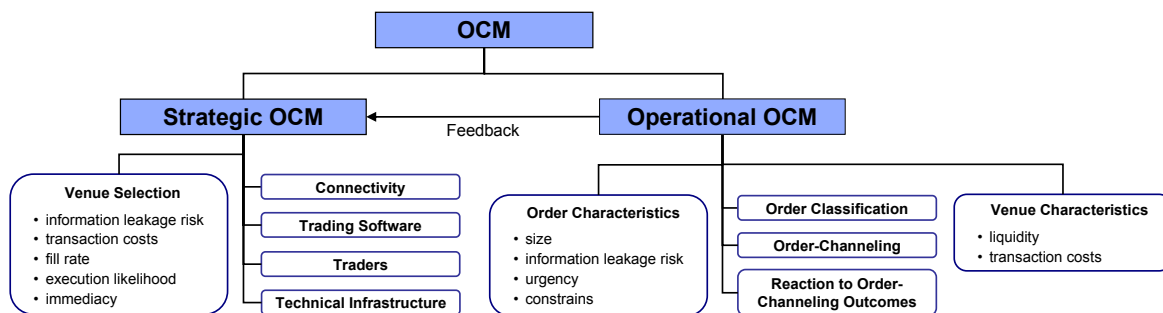 OCM
Strategic OCM
Feedback
Operational OCM
Venue Selection
• information leakage risk
• transaction costs
• fill rate
• execution likelihood
• immediacy
Connectivity
Trading Software
Traders
Technical Infrastructure
Order Characteristics
• size
• information leakage risk
• urgency
• constrains
Order Classification
Order-Channeling
Reaction to Order-
Channeling Outcomes
Venue Characteristics
• liquidity
• transaction costs